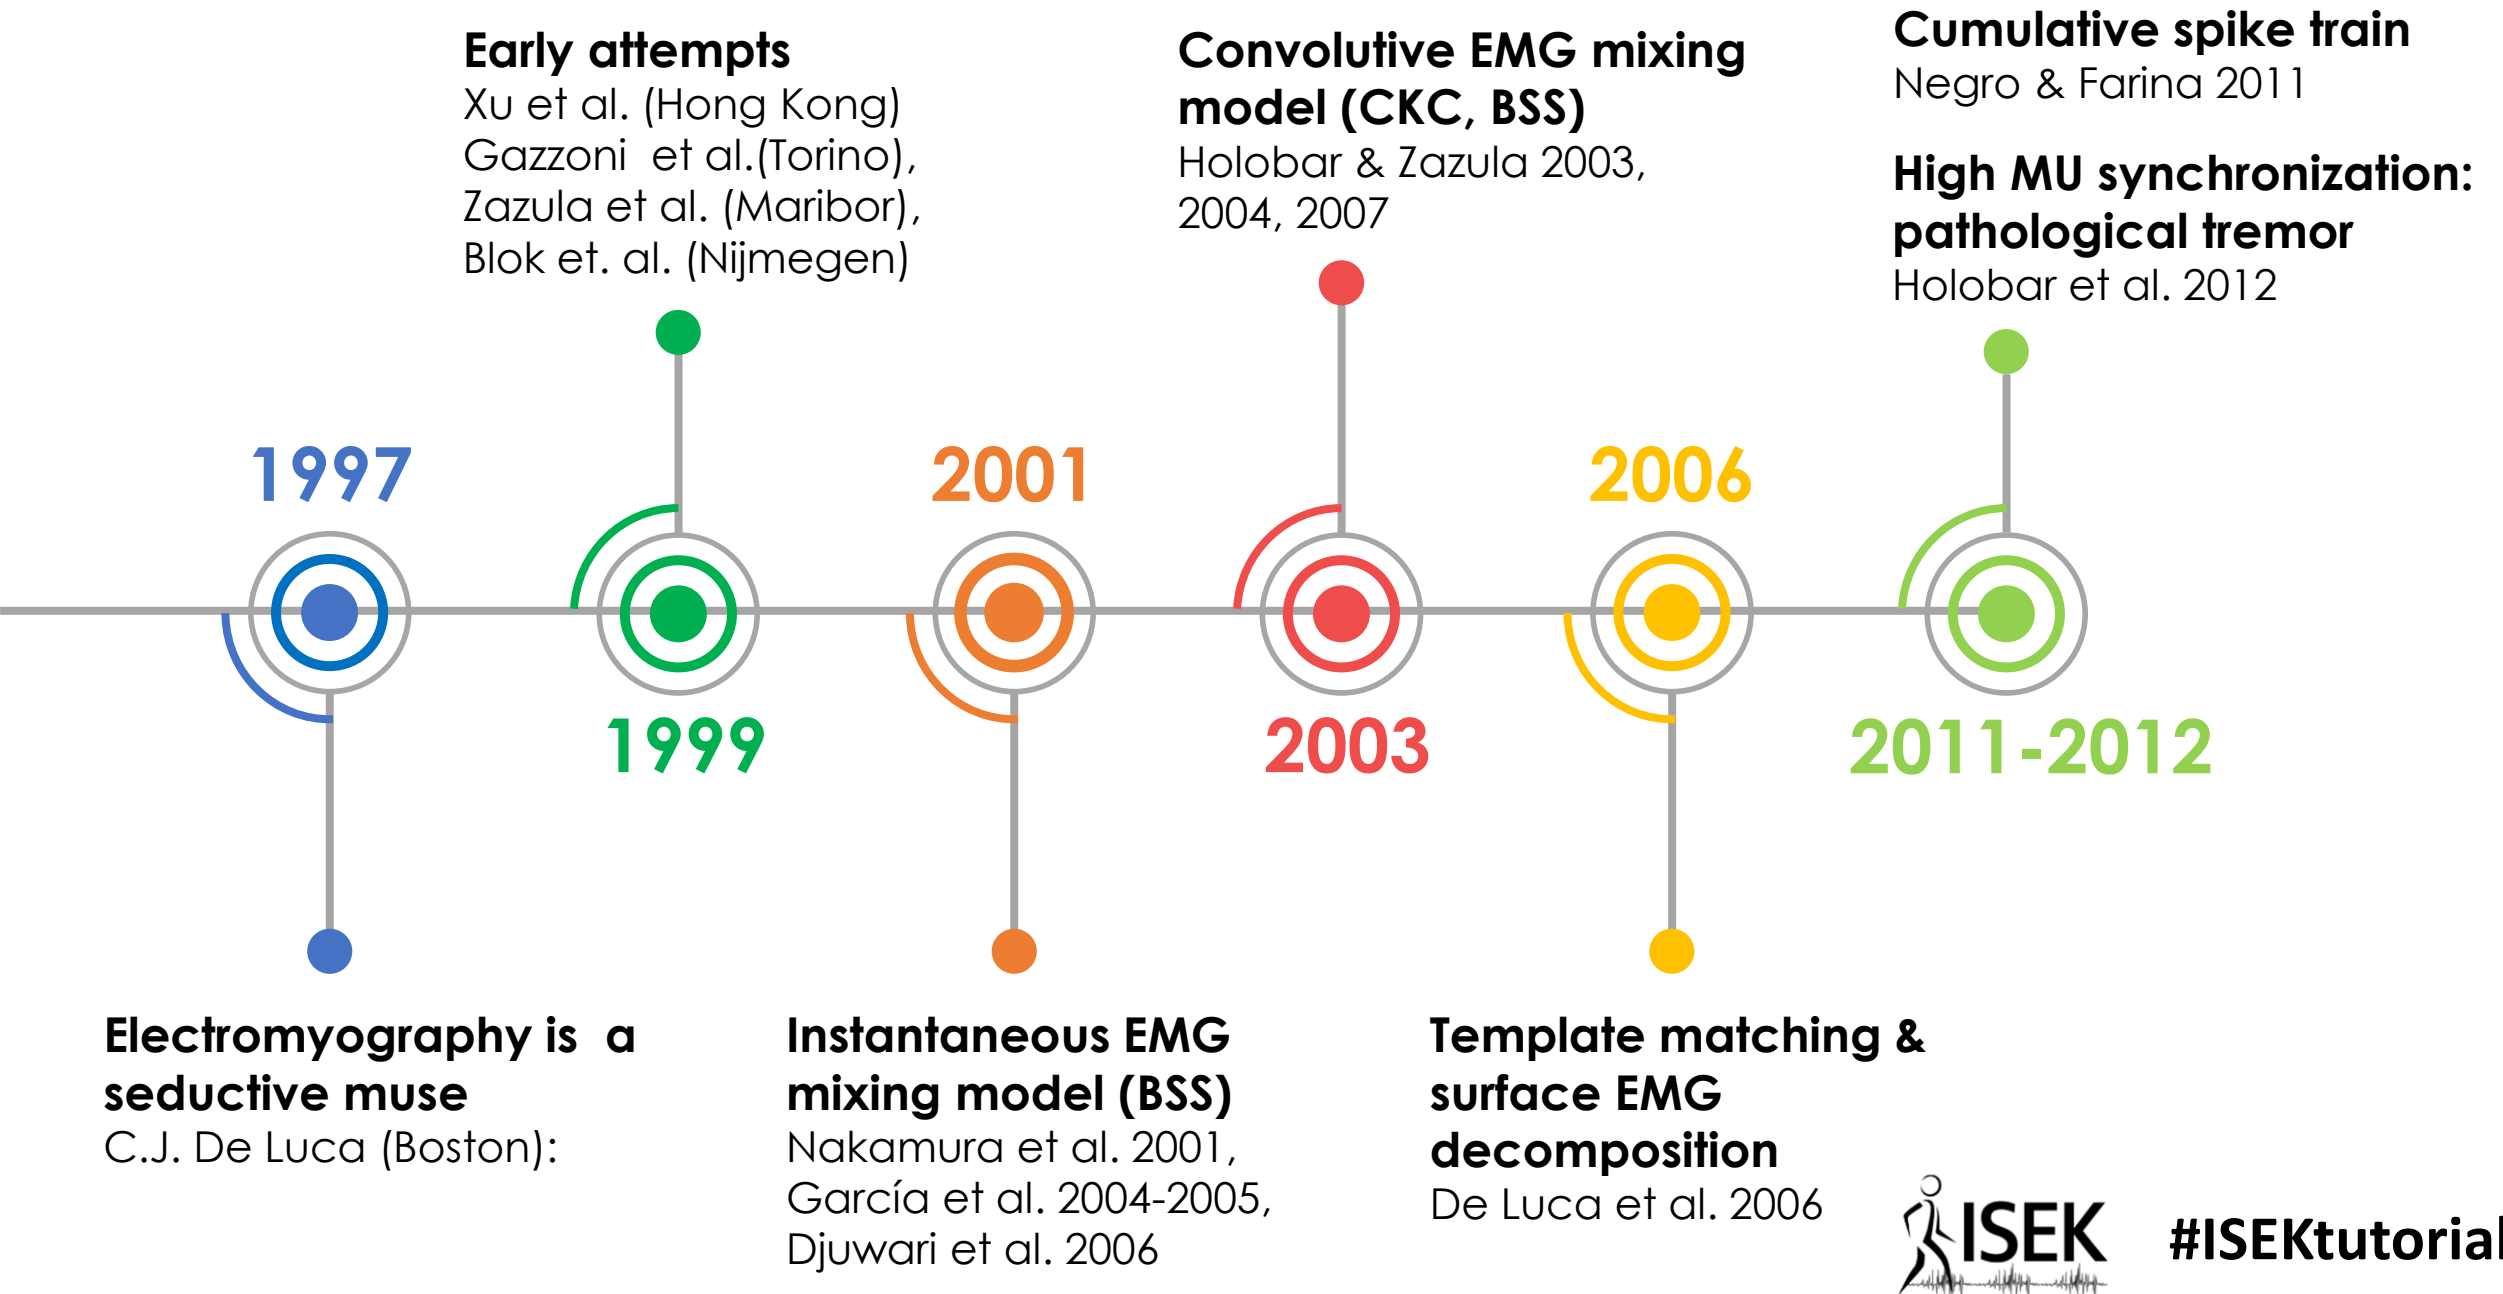 Early attempts
Xu et al. (Hong Kong)
Gazzoni  et al.(Torino),
Zazula et al. (Maribor),
Blok et. al. (Nijmegen)
Convolutive EMG mixing
model (CKC, BSS)
Holobar & Zazula 2003,
2004, 2007
Cumulative spike train
Negro & Farina 2011
High MU synchronization:
pathological tremor
Holobar et al. 2012
1997
2001
2006
1999
2003
2011-2012
Electromyography is  a
seductive muse
C.J. De Luca (Boston):
Instantaneous EMG
mixing model (BSS)
Nakamura et al. 2001,
García et al. 2004-2005,
Djuwari et al. 2006
Template matching &
surface EMG
decomposition
De Luca et al. 2006
ISEK
#ISEKtutorial